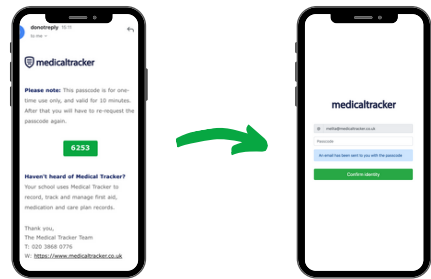 donotreply 15:11
to me
medicaltracker
Please note: This passcode is for one-
time use only, and valid for 10 minutes.
After that you will have to re-request the
passcode again.
6253
Haven't heard of Medical Tracker?
Your school uses Medical Tracker to
record, track and manage first aid,
medication and care plan records.
Thank you,
The Medical Tracker Team
T: 020 3868 0776
W: https://www.medicaltracker.co.uk
medicaltracker
media@medicaltracker.co.uk
Passcode
An email has been sent to you with the passcode
Confirm identity